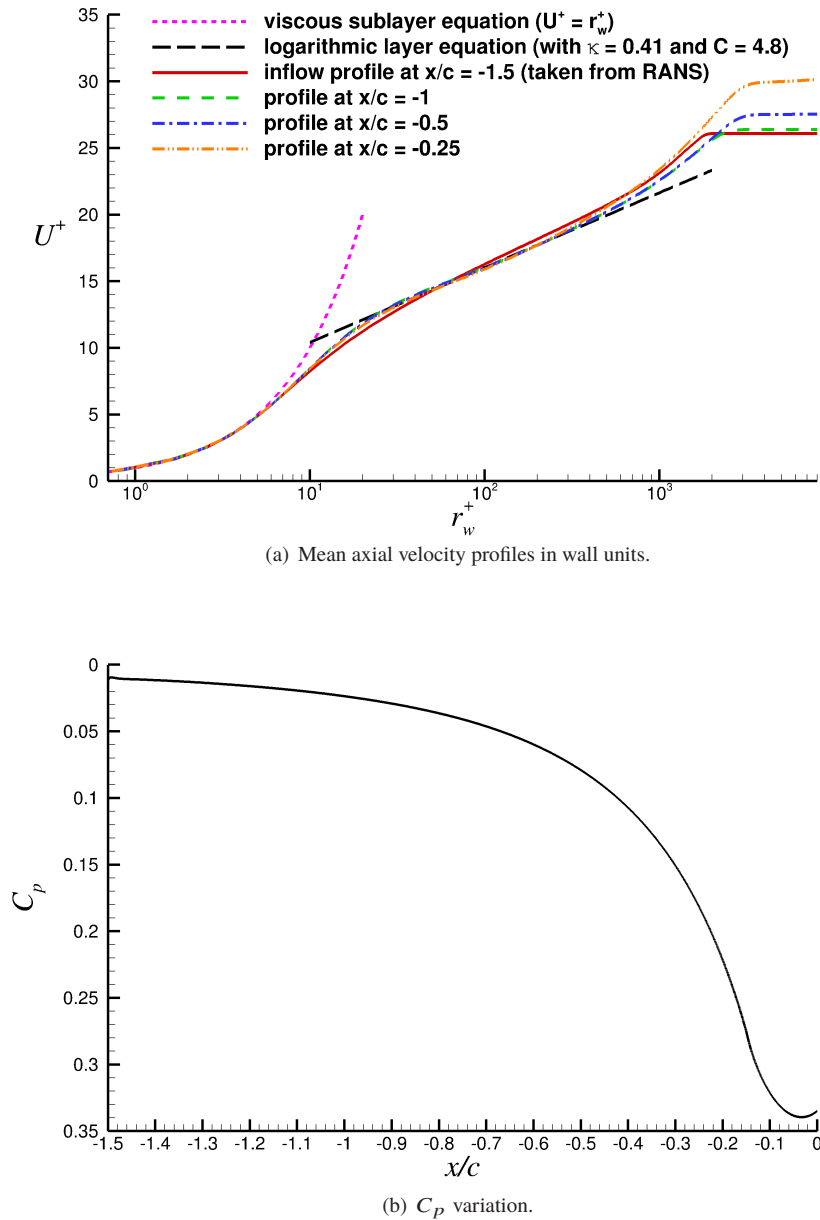 35
30
25
20
15
10
5
0
U⁺
viscous sublayer equation (U⁺ = r_w⁺)
logarithmic layer equation (with κ = 0.41 and C = 4.8)
inflow profile at x/c = -1.5 (taken from RANS)
profile at x/c = -1
profile at x/c = -0.5
profile at x/c = -0.25
10⁰ 10¹ 10² 10³
r_w⁺
(a) Mean axial velocity profiles in wall units.
0
0.05
0.1
0.15
0.2
0.25
0.3
0.35
C_p
-1.5 -1.4 -1.3 -1.2 -1.1 -1 -0.9 -0.8 -0.7 -0.6 -0.5 -0.4 -0.3 -0.2 -0.1 0
x/c
(b) C_p variation.